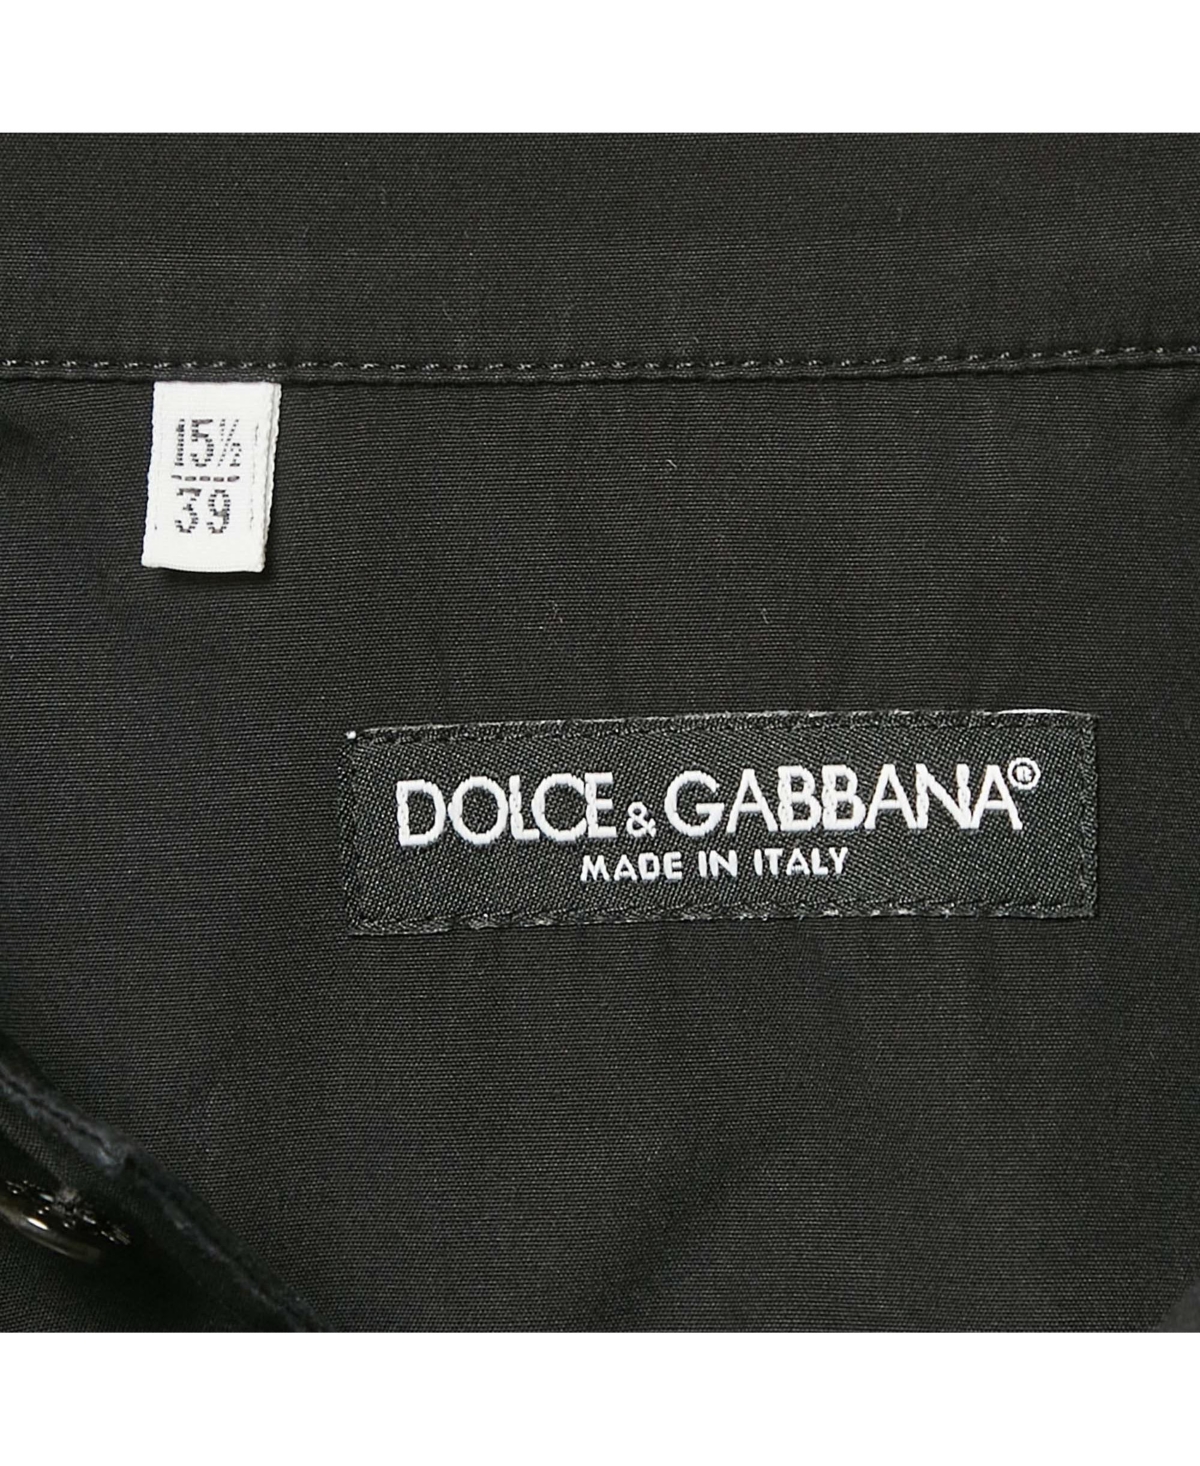 15½
39
DOLCE & GABBANA®
MADE IN ITALY